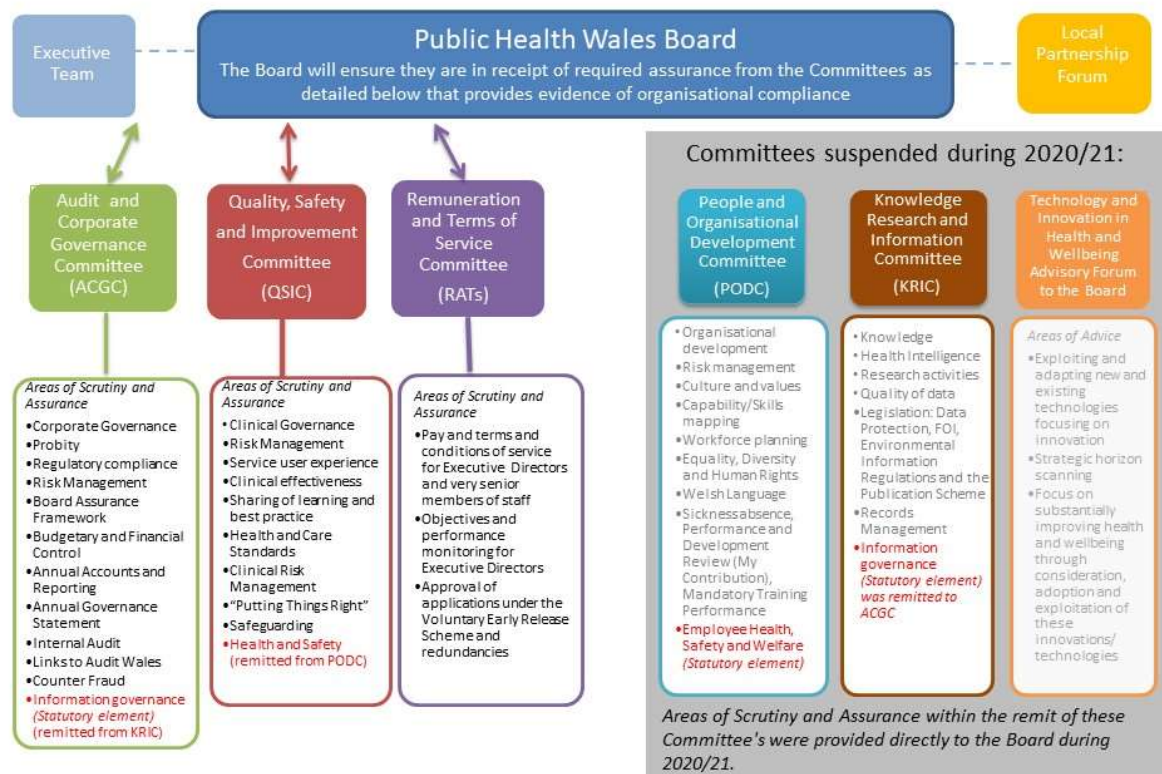 Executive
Team
Public Health Wales Board
The Board will ensure they are in receipt of required assurance from the Committees as
detailed below that provides evidence of organisational compliance
Local
Partnership
Forum
Audit and
Corporate
Governance
Committee
(ACGC)
Quality, Safety
and Improvement
Committee
(QSIC)
Remuneration
and Terms of
Service
Committee
(RATs)
Areas of Scrutiny and
Assurance
•Corporate Governance
•Probity
•Regulatory compliance
•Risk Management
•Board Assurance
Framework
•Budgetary and Financial
Control
•Annual Accounts and
Reporting
•Annual Governance
Statement
•Internal Audit
•Links to Audit Wales
•Counter Fraud
•Information governance
(Statutory element)
(remitted from KRIC)
Areas of Scrutiny and
Assurance
•Clinical Governance
•Risk Management
•Service user experience
•Clinical effectiveness
•Sharing of learning and
best practice
•Health and Care
Standards
•Clinical Risk
Management
•"Putting Things Right"
•Safeguarding
•Health and Safety
(remitted from PODC)
Areas of Scrutiny and
Assurance
•Pay and terms and
conditions of service
for Executive Directors
and very senior
members of staff
•Objectives and
performance
monitoring for
Executive Directors
•Approval of
applications under the
Voluntary Early Release
Scheme and
redundancies
Committees suspended during 2020/21:
People and
Organisational
Development
Committee
(PODC)
Knowledge
Research and
Information
Committee
(KRIC)
Technology and
Innovation in
Health and
Wellbeing
Advisory Forum
to the Board
•Organisational
development
•Risk management
•Culture and values
•Capability/Skills
mapping
•Workforce planning
•Equality, Diversity
and Human Rights
•Welsh Language
•Sickness absence,
Performance and
Development
Review (My
Contribution),
Mandatory Training
Performance
•Employee Health,
Safety and Welfare
(Statutory element)
•Knowledge
•Health Intelligence
•Research activities
•Quality of data
•Legislation: Data
Protection, FOI,
Environmental
Information
Regulations and the
Publication Scheme
•Records
Management
•Information
governance
(Statutory element)
was remitted to
ACGC
Areas of Advice
•Exploiting and
adapting new and
existing
technologies
focusing on
innovation
•Strategic horizon
scanning
•Focus on
substantially
improving health
and wellbeing
through
consideration,
adoption and
exploitation of
these
innovations/
technologies
Areas of Scrutiny and Assurance within the remit of these
Committee's were provided directly to the Board during
2020/21.